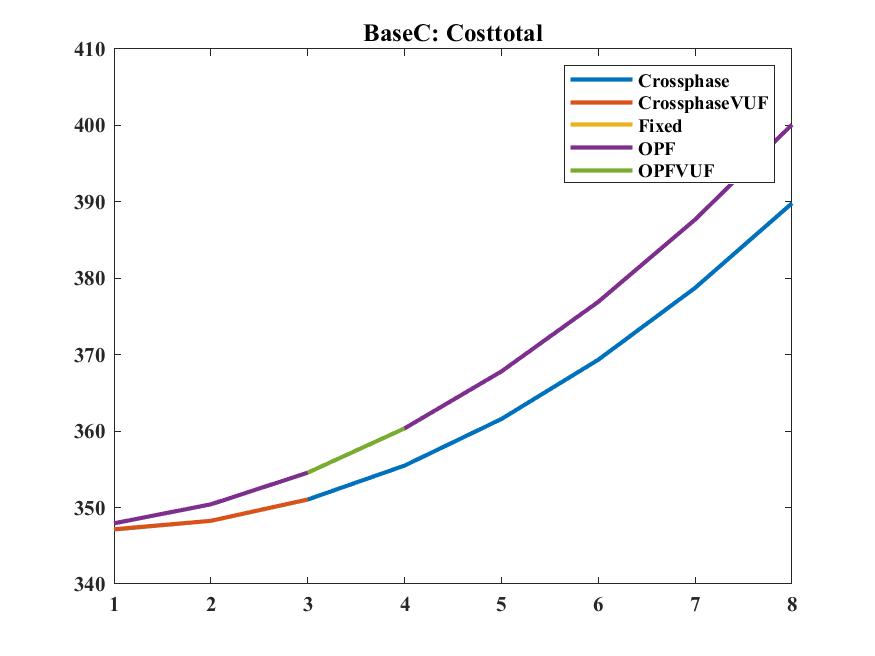 BaseC: Costtotal
410
400
390
380
370
360
350
340
1 2 3 4 5 6 7 8
Crossphase
CrossphaseVUF
Fixed
OPF
OPFVUF